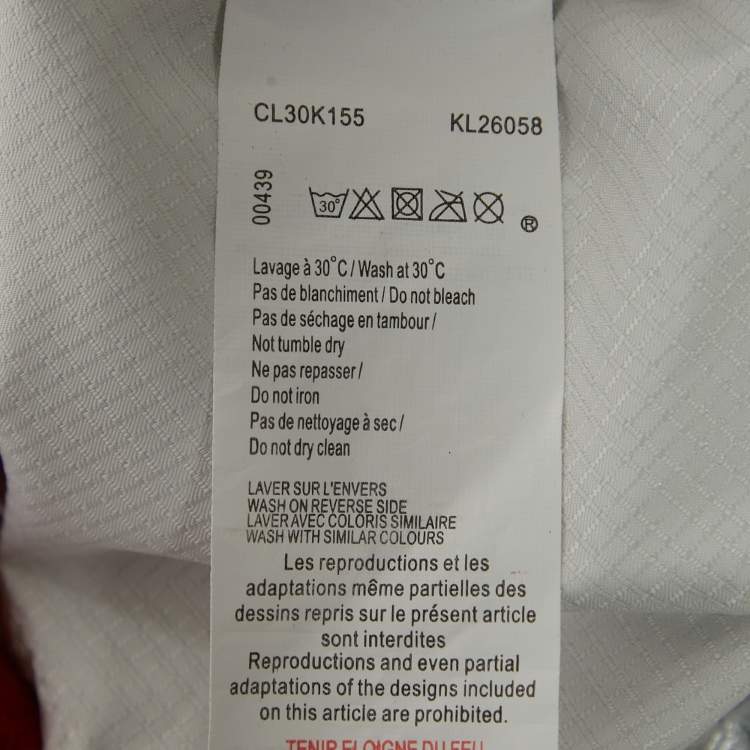 CL30K155 KL26058
00439
30° ®
Lavage à 30°C / Wash at 30°C
Pas de blanchiment / Do not bleach
Pas de séchage en tambour /
Not tumble dry
Ne pas repasser /
Do not iron
Pas de nettoyage à sec /
Do not dry clean
LAVER SUR L'ENVERS
WASH ON REVERSE SIDE
LAVER AVEC COLORIS SIMILAIRE
WASH WITH SIMILAR COLOURS
Les reproductions et les
adaptations même partielles des
dessins repris sur le présent article
sont interdites
Reproductions and even partial
adaptations of the designs included
on this article are prohibited.
TENIR ELOIGNE DU FEU